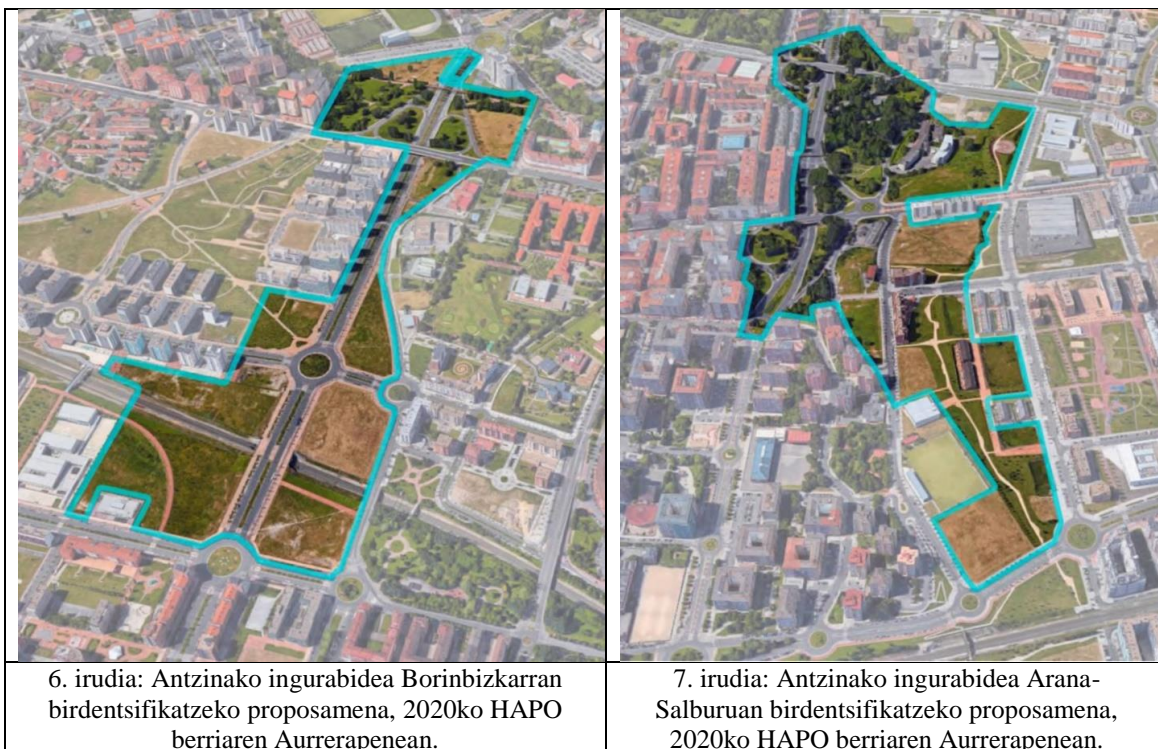 6. irudia: Antzinako ingurabidea Borinbizkarran
birdentsifikatzeko proposamena, 2020ko HAPO
berriaren Aurrerapenean.
7. irudia: Antzinako ingurabidea Arana-
Salburuan birdentsifikatzeko proposamena,
2020ko HAPO berriaren Aurrerapenean.